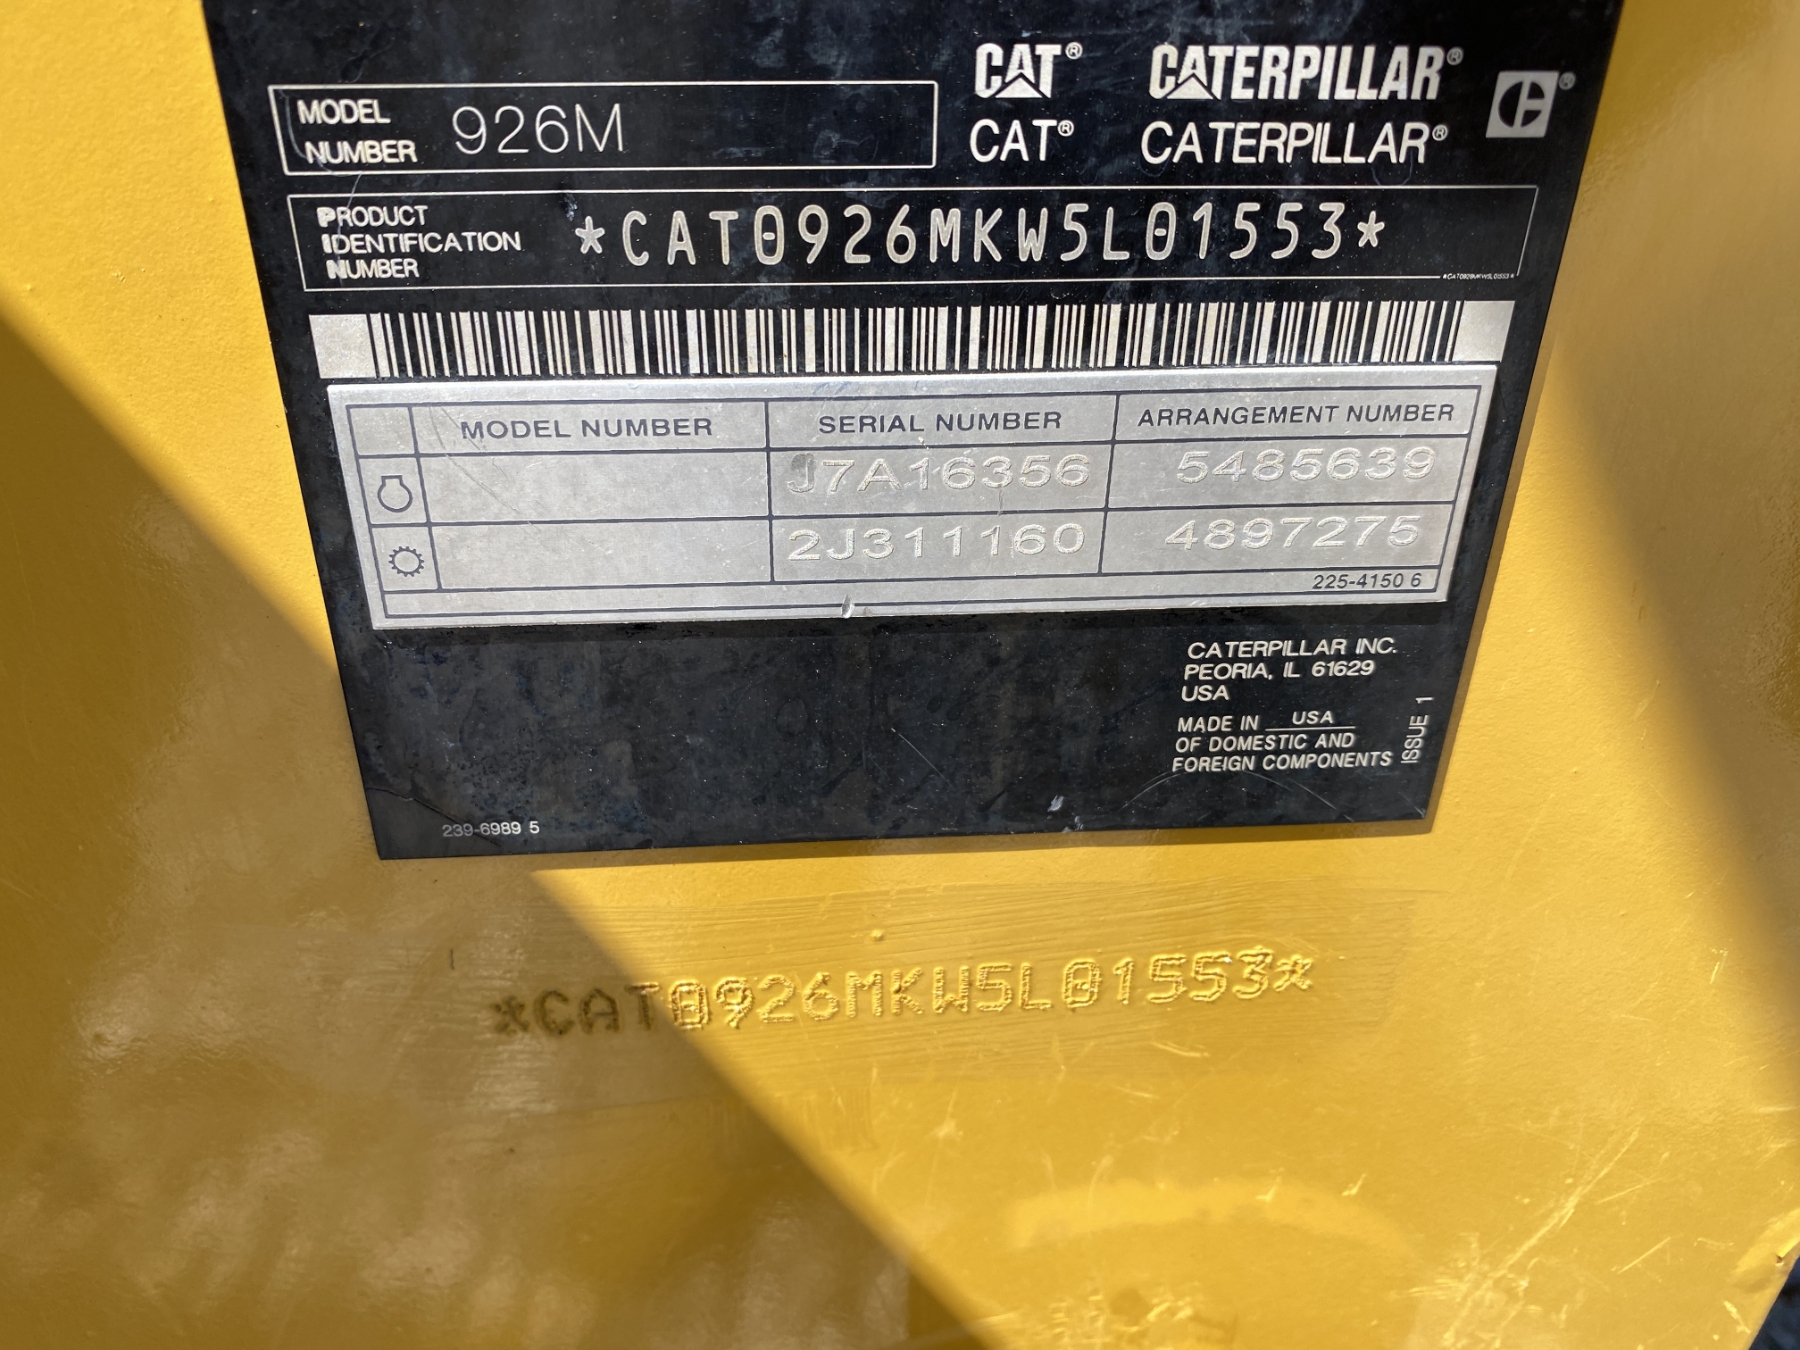 CAT® CATERPILLAR®
CAT® CATERPILLAR®
MODEL NUMBER 926M
PRODUCT IDENTIFICATION NUMBER *CAT0926MKW5L01553*
*CAT0926MKW5L01553*
MODEL NUMBER SERIAL NUMBER ARRANGEMENT NUMBER
J7A16356 5485639
2J311160 4897275
225-4150 6
CATERPILLAR INC.
PEORIA, IL 61629
USA
MADE IN USA
OF DOMESTIC AND
FOREIGN COMPONENTS
ISSUE 1
239-6989 5
*CAT0926MKW5L01553*